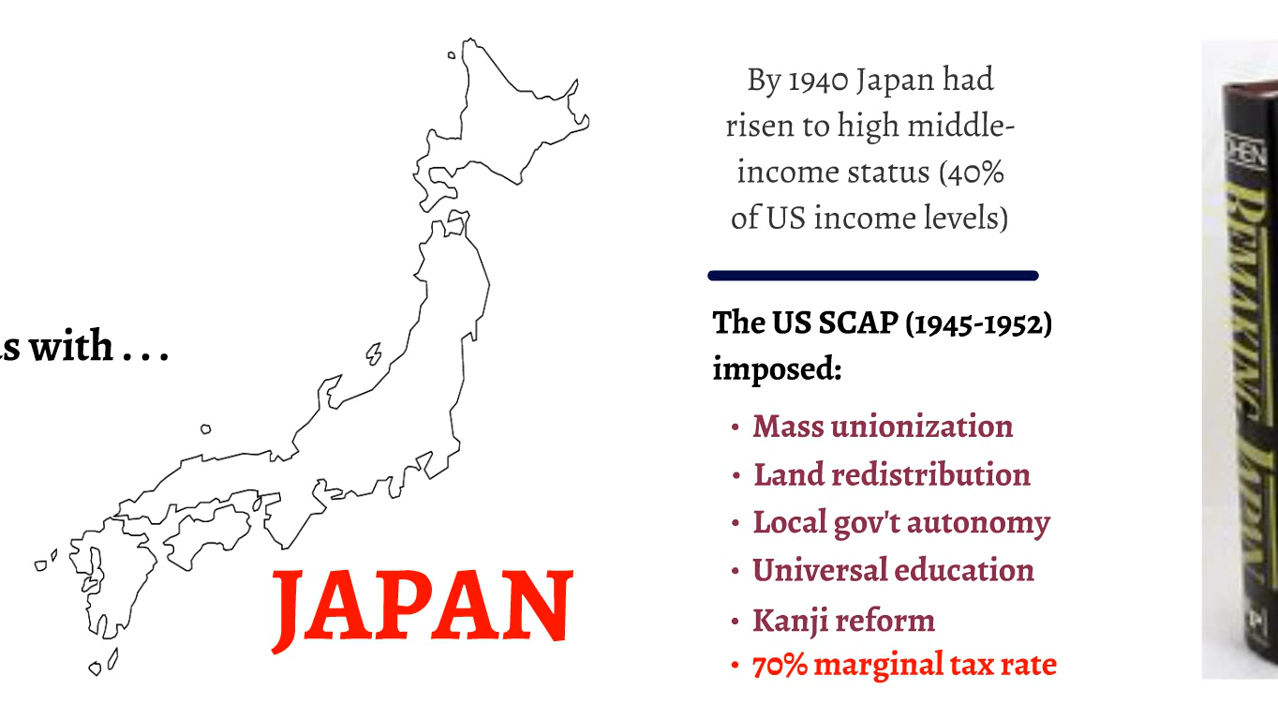 By 1940 Japan had
risen to high middle-
income status (40%
of US income levels)
The US SCAP (1945-1952)
imposed:
• Mass unionization
• Land redistribution
• Local gov't autonomy
• Universal education
• Kanji reform
• 70% marginal tax rate
with . . .
JAPAN
REMAKING JAPAN